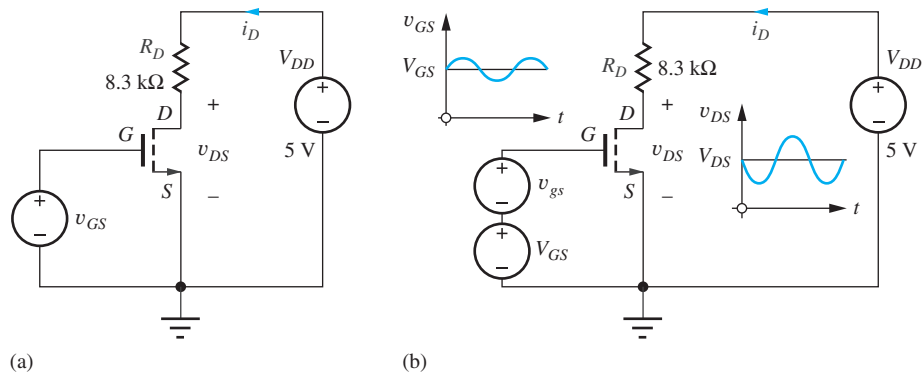 i_D
R_D
8.3 kΩ
V_DD
+
−
5 V
+
D
G
v_DS
S
−
+
−
v_GS
(a)
v_GS
V_GS
t
i_D
R_D
8.3 kΩ
V_DD
+
−
5 V
+
D
G
v_DS
S
−
v_DS
V_DS
t
+
−
v_gs
+
−
V_GS
(b)